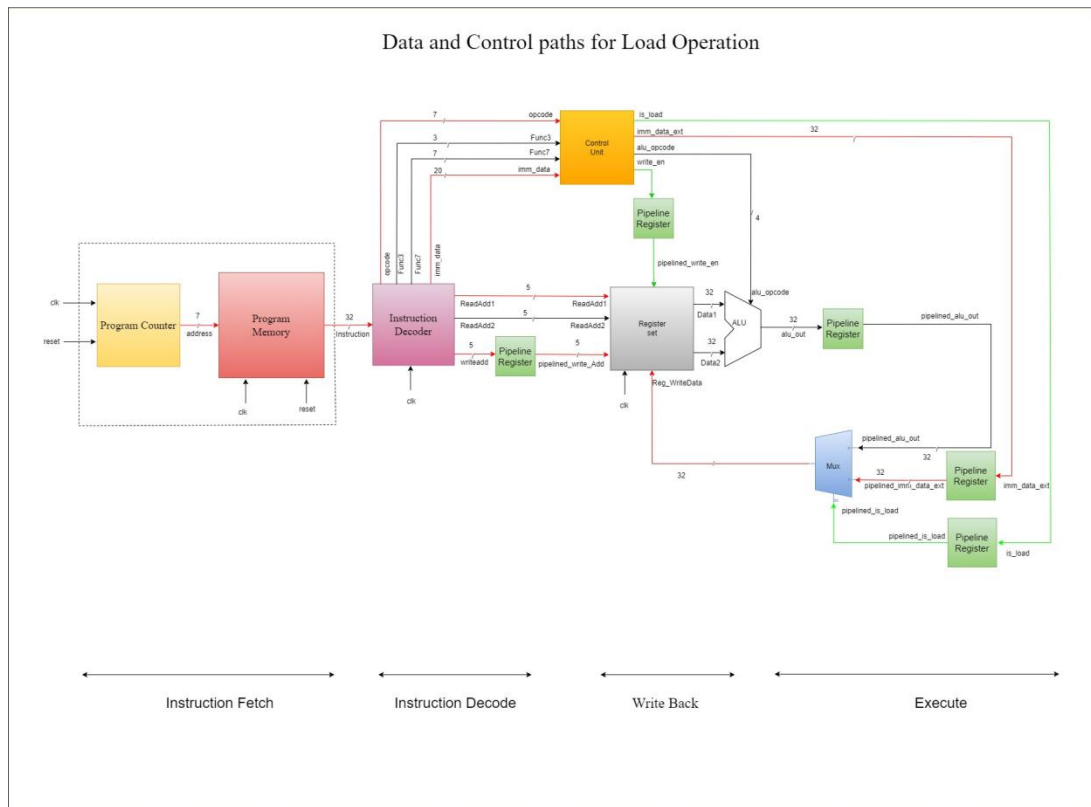 Data and Control paths for Load Operation
7
opcode
is_load
imm_data_ext
32
3
Func3
Control
Unit
alu_opcode
7
Func7
write_en
20
imm_data
Pipeline
Register
4
pipelined_write_en
opcode
Func3
Func7
imm_data
clk
reset
Program Counter
7
address
Program
Memory
clk
reset
32
Instruction
Instruction
Decoder
clk
5
ReadAdd1
ReadAdd1
5
ReadAdd2
ReadAdd2
5
writeadd
Pipeline
Register
5
pipelined_write_Add
Register
set
clk
32
Data1
32
Data2
alu_opcode
ALU
32
alu_out
Pipeline
Register
pipelined_alu_out
Reg_WriteData
32
Mux
pipelined_alu_out
32
32
pipelined_imm_data_ext
Pipeline
Register
imm_data_ext
pipelined_is_load
pipelined_is_load
Pipeline
Register
is_load
Instruction Fetch
Instruction Decode
Write Back
Execute